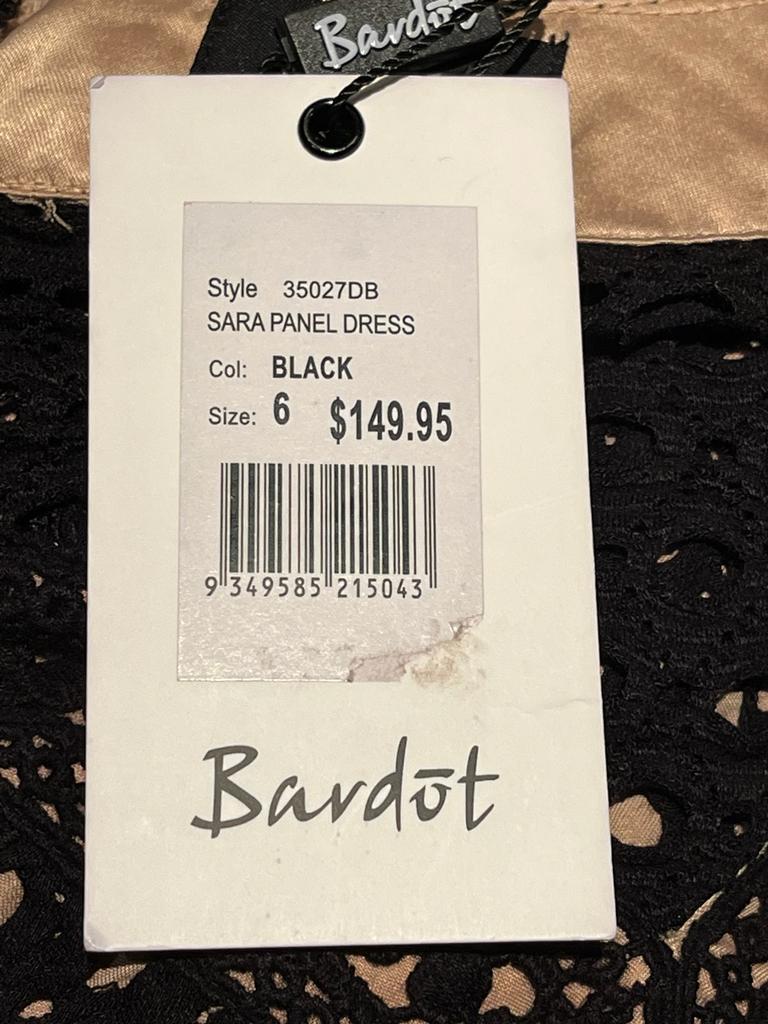 Bardot
Style 35027DB
SARA PANEL DRESS
Col: BLACK
Size: 6 $149.95
9 349585 215043
Bardōt